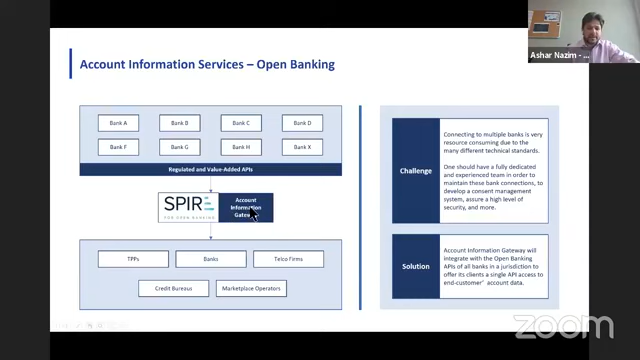 Ashar Nazim - ...
Account Information Services – Open Banking
Bank A
Bank B
Bank C
Bank D
Bank F
Bank G
Bank H
Bank X
Regulated and Value-Added APIs
SPIRE
FOR OPEN BANKING
Account
Information
Gateway
TPPs
Banks
Telco Firms
Credit Bureaus
Marketplace Operators
Challenge
Connecting to multiple banks is very
resource consuming due to the
many different technical standards.
One should have a fully dedicated
and experienced team in order to
maintain these bank connections, to
develop a consent management
system, assure a high level of
security, and more.
Solution
Account Information Gateway will
integrate with the Open Banking
APIs of all banks in a jurisdiction to
offer its clients a single API access to
end-customer' account data.
zoom